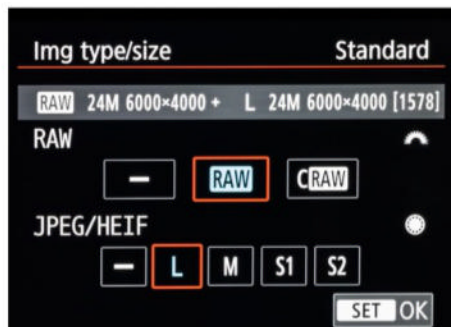 Img type/size Standard
RAW 24M 6000×4000 + L 24M 6000×4000 [1578]
RAW
– RAW CRAW
JPEG/HEIF
– L M S1 S2
SET OK